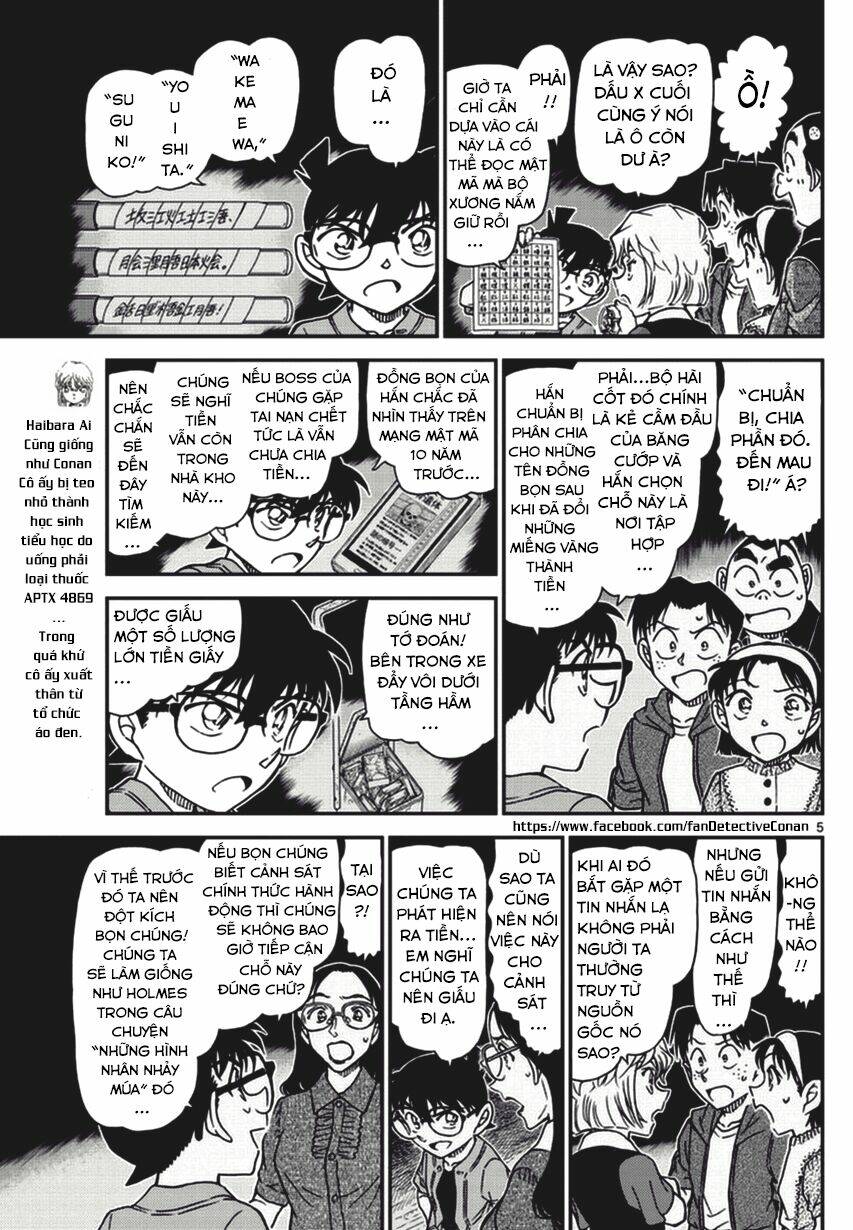 Ồ!
LÀ VẬY SAO?
DẤU X CUỐI
CÙNG Ý NÓI
LÀ Ô CÒN
DƯ À?
PHẢI
!!
GIỜ TA
CHỈ CẦN
DỰA VÀO CÁI
NÀY LÀ CÓ
THỂ ĐỌC MẬT
MÃ MÀ BỘ
XƯƠNG NẮM
GIỮ RỒI
...
ĐÓ
LÀ
...
"WA
KE
MA
E
WA,"
"YO
U
I
SHI
TA."
"SU
GU
NI
KO!"
"CHUẨN
BỊ, CHIA
PHẦN ĐÓ.
ĐẾN MAU
ĐI!" Á?
PHẢI...BỘ HÀI
CỐT ĐÓ CHÍNH
LÀ KẺ CẦM ĐẦU
CỦA BĂNG
CƯỚP VÀ
HẮN CHỌN
CHỖ NÀY LÀ
NƠI TẬP
HỢP
...
HẮN
CHUẨN BỊ
PHÂN CHIA
CHO NHỮNG
TÊN ĐỒNG
BỌN SAU
KHI ĐÃ ĐỔI
NHỮNG
MIẾNG VÀNG
THÀNH
TIỀN
...
ĐỒNG BỌN CỦA
HẮN CHẮC ĐÃ
NHÌN THẤY TRÊN
MẠNG MẬT MÃ
10 NĂM
TRƯỚC...
NẾU BOSS CỦA
CHÚNG GẶP
TAI NẠN CHẾT
TỨC LÀ VẪN
CHƯA CHIA
TIỀN...
CHÚNG
SẼ NGHĨ
TIỀN
VẪN CÒN
TRONG
NHÀ KHO
NÀY...
NÊN
CHẮC
CHẮN
SẼ
ĐẾN
ĐÂY
TÌM
KIẾM
...
Haibara Ai
Cũng giống
như Conan
Cô ấy bị teo
nhỏ thành
học sinh
tiểu học do
uống phải
loại thuốc
APTX 4869
...
Trong
quá khứ
cô ấy xuất
thân từ
tổ chức
áo đen.
ĐÚNG NHƯ
TỚ ĐOÁN!
BÊN TRONG XE
ĐẨY VÔI DƯỚI
TẦNG HẦM
...
ĐƯỢC GIẤU
MỘT SỐ LƯỢNG
LỚN TIỀN GIẤY
...
https://www.facebook.com/fanDetectiveConan
5
KHÔ
-NG
THỂ
NÀO
!!
NHƯNG
NẾU GỬI
TIN NHẮN
BẰNG
CÁCH
NHƯ
THẾ
THÌ
...
KHI AI ĐÓ
BẮT GẶP MỘT
TIN NHẮN LẠ
KHÔNG PHẢI
NGƯỜI TA
THƯỜNG
TRUY TỪ
NGUỒN
GỐC NÓ
SAO?
DÙ
SAO TA
CŨNG
NÊN NÓI
VIỆC NÀY
CHO
CẢNH
SÁT
...
VIỆC
CHÚNG TA
PHÁT HIỆN
RA TIỀN...
EM NGHĨ
CHÚNG TA
NÊN GIẤU
ĐI Ạ.
TẠI
SAO
?!
NẾU BỌN CHÚNG
BIẾT CẢNH SÁT
CHÍNH THỨC HÀNH
ĐỘNG THÌ CHÚNG
SẼ KHÔNG BAO
GIỜ TIẾP CẬN
CHỖ NÀY
ĐÚNG CHỨ?
VÌ THẾ TRƯỚC
ĐÓ TA NÊN
ĐỘT KÍCH
BỌN CHÚNG!
CHÚNG TA
SẼ LÀM GIỐNG
NHƯ HOLMES
TRONG CÂU
CHUYỆN
"NHỮNG HÌNH
NHÂN NHẢY
MÚA" ĐÓ
...